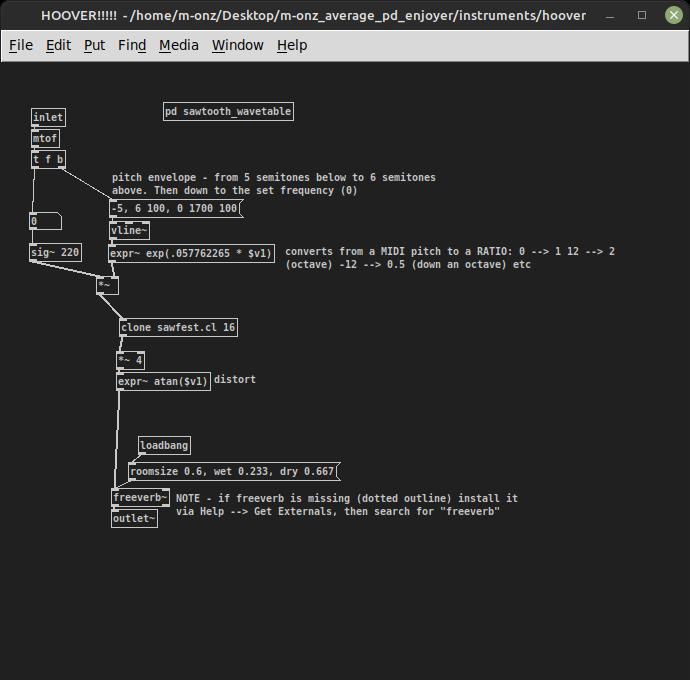 HOOVER!!!!! - /home/m-onz/Desktop/m-onz_average_pd_enjoyer/instruments/hoover
File Edit Put Find Media Window Help
pd sawtooth_wavetable
inlet
mtof
t f b
pitch envelope - from 5 semitones below to 6 semitones
above. Then down to the set frequency (0)
-5, 6 100, 0 1700 100
0
vline~
sig~ 220
expr~ exp(.057762265 * $v1)
converts from a MIDI pitch to a RATIO: 0 --> 1 12 --> 2
(octave) -12 --> 0.5 (down an octave) etc
*~
clone sawfest.cl 16
*~ 4
expr~ atan($v1)
distort
loadbang
roomsize 0.6, wet 0.233, dry 0.667
freeverb~
NOTE - if freeverb is missing (dotted outline) install it
via Help --> Get Externals, then search for "freeverb"
outlet~